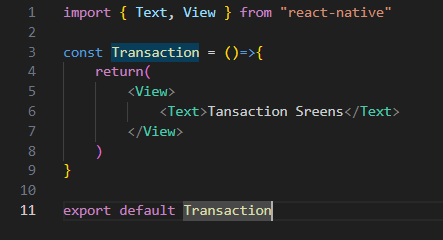 1 import { Text, View } from "react-native"
2
3 const Transaction = ()=>{
4     return(
5         <View>
6             <Text>Tansaction Sreens</Text>
7         </View>
8     )
9 }
10
11 export default Transaction